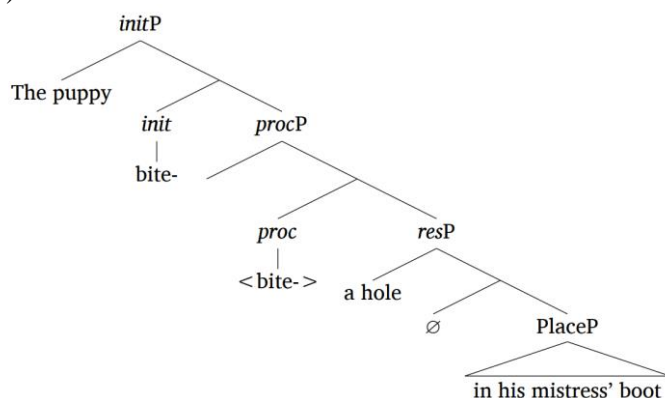 )
initP
The puppy
init procP
bite-
proc resP
<bite-> a hole
∅ PlaceP
in his mistress’ boot